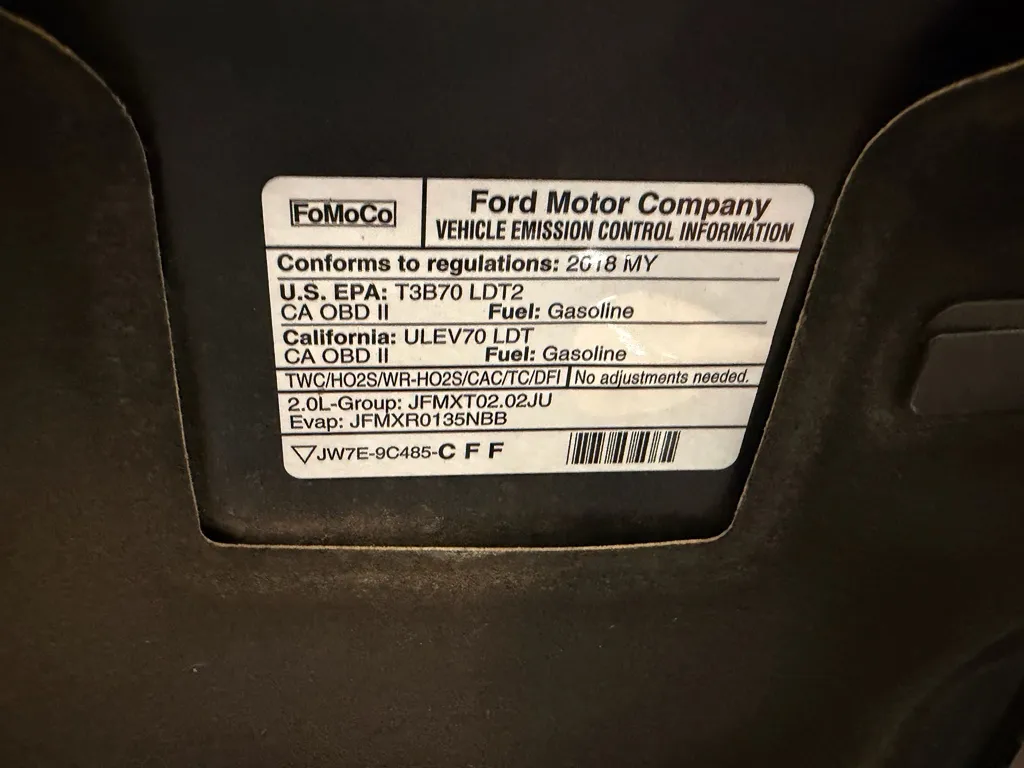 FoMoCo
Ford Motor Company
VEHICLE EMISSION CONTROL INFORMATION
Conforms to regulations: 2018 MY
U.S. EPA: T3B70 LDT2
CA OBD II Fuel: Gasoline
California: ULEV70 LDT
CA OBD II Fuel: Gasoline
TWC/HO2S/WR-HO2S/CAC/TC/DFI No adjustments needed.
2.0L-Group: JFMXT02.02JU
Evap: JFMXR0135NBB
JW7E-9C485-C F F